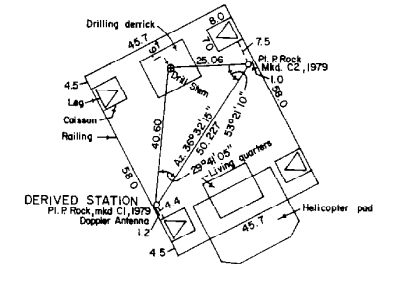 Drilling derrick
45.7
8.0
7.5
25.06
Pl. P. Rock
Mkd. C2, 1979
1.0
4.5
Drill Stem
Leg
Caisson
Railing
58.0
58.0
40.60
Az. 36°32'15"
50.227
53°21'10"
29°41'05"
Living quarters
DERIVED STATION
4.4
Pl. P. Rock, mkd C1, 1979
Doppler Antenna
1.2
4.5
45.7
Helicopter pad